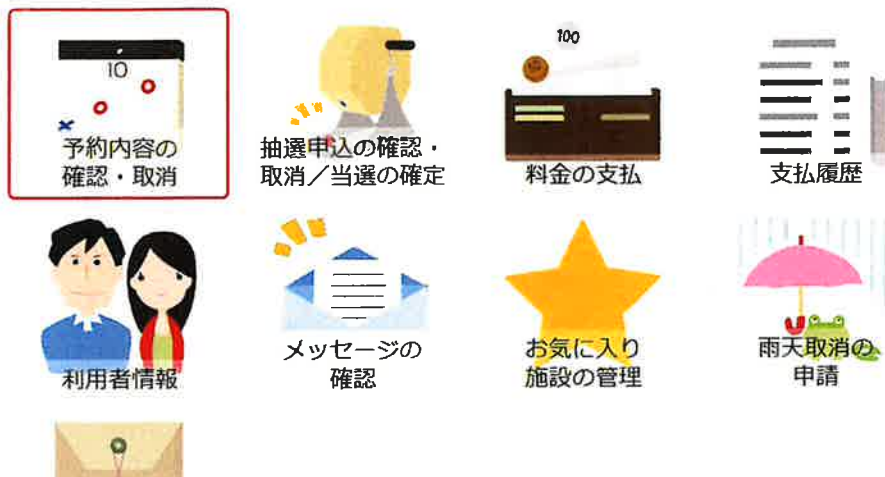 10
予約内容の
確認・取消
抽選申込の確認・
取消／当選の確定
100
料金の支払
支払履歴
利用者情報
メッセージの
確認
お気に入り
施設の管理
雨天取消の
申請